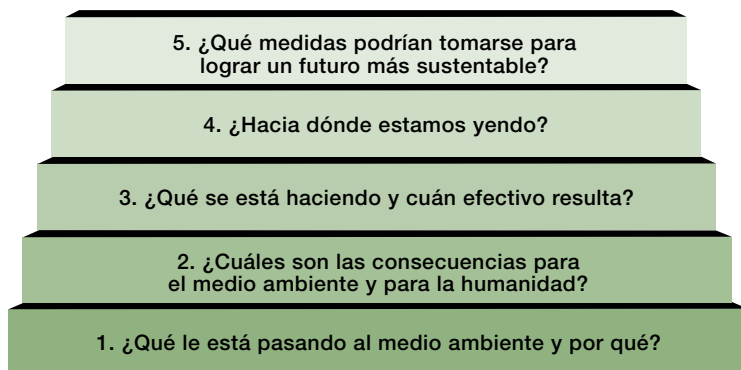 5. ¿Qué medidas podrían tomarse para
lograr un futuro más sustentable?
4. ¿Hacia dónde estamos yendo?
3. ¿Qué se está haciendo y cuán efectivo resulta?
2. ¿Cuáles son las consecuencias para
el medio ambiente y para la humanidad?
1. ¿Qué le está pasando al medio ambiente y por qué?